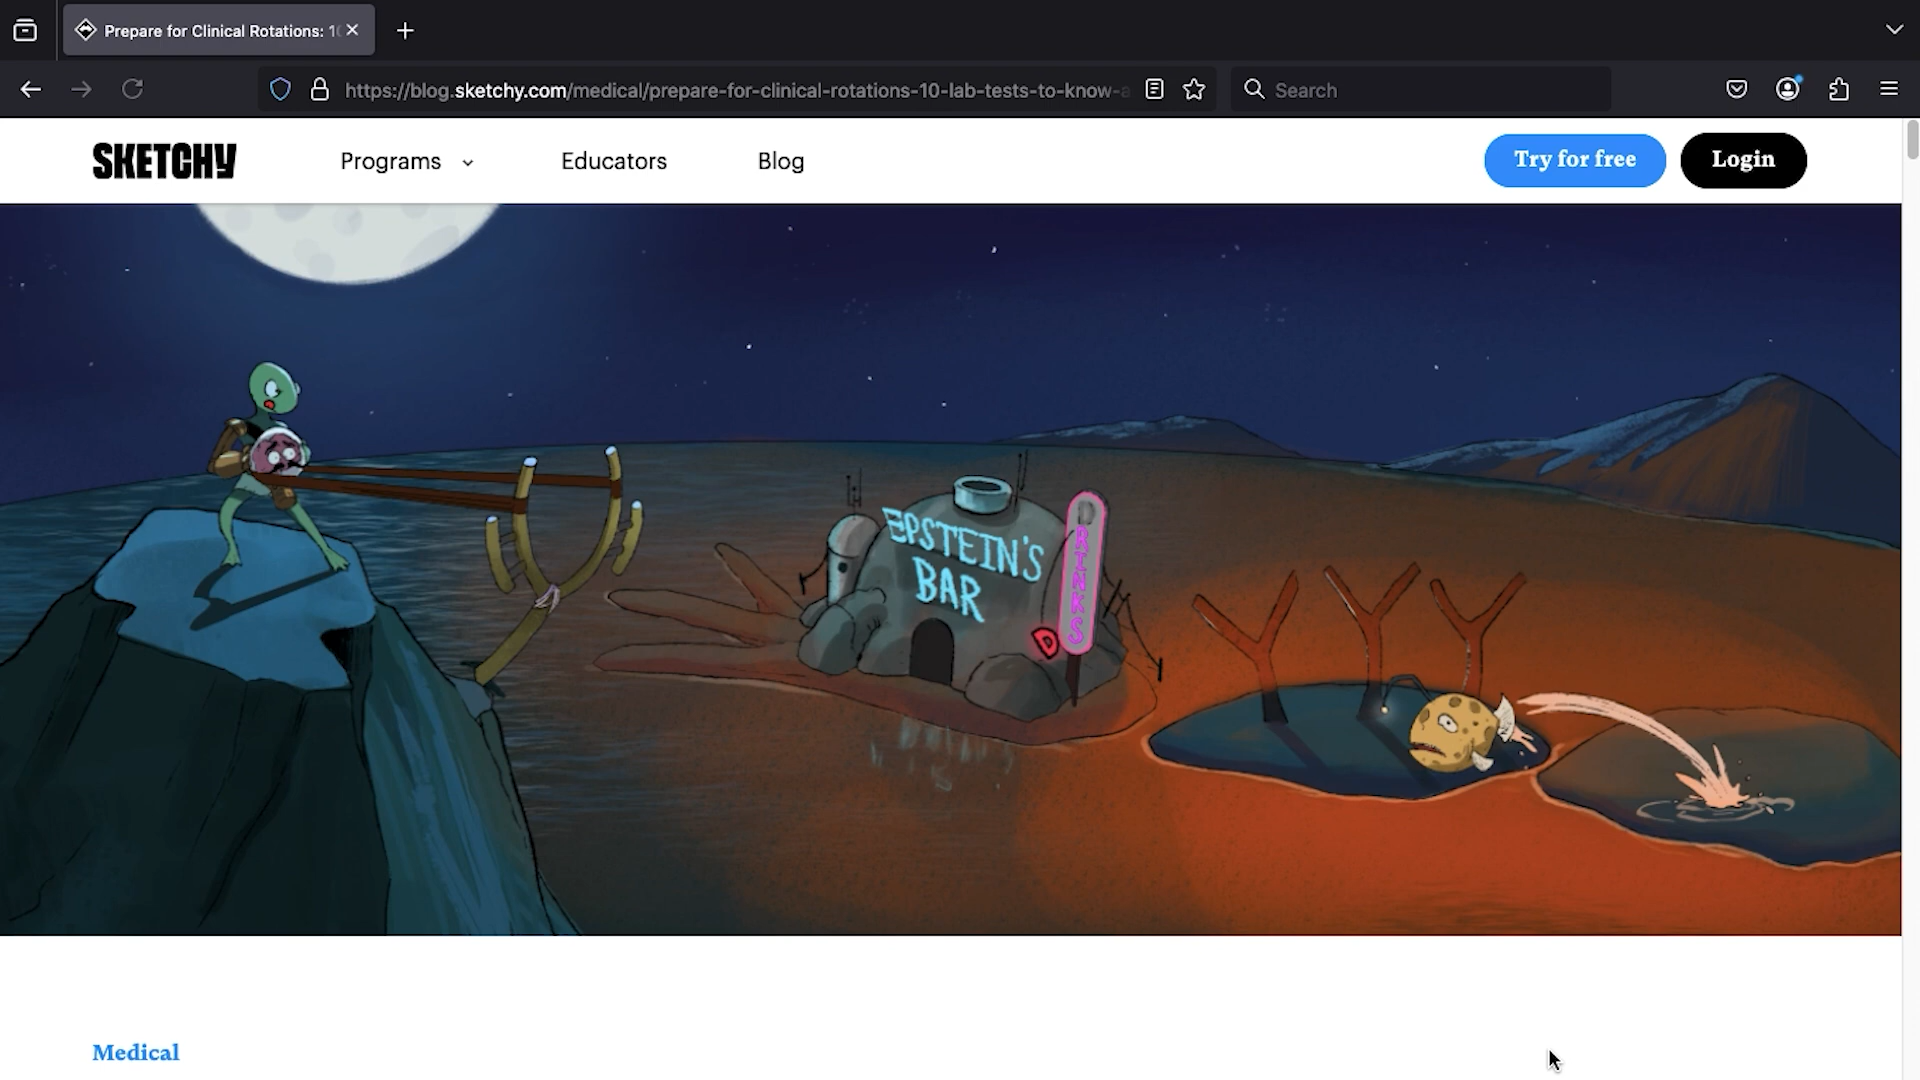 Prepare for Clinical Rotations: 10
https://blog.sketchy.com/medical/prepare-for-clinical-rotations-10-lab-tests-to-know-a
Search
SKETCHY
Programs
Educators
Blog
Try for free
Login
EPSTEIN'S
BAR
DRINKS
D
Medical